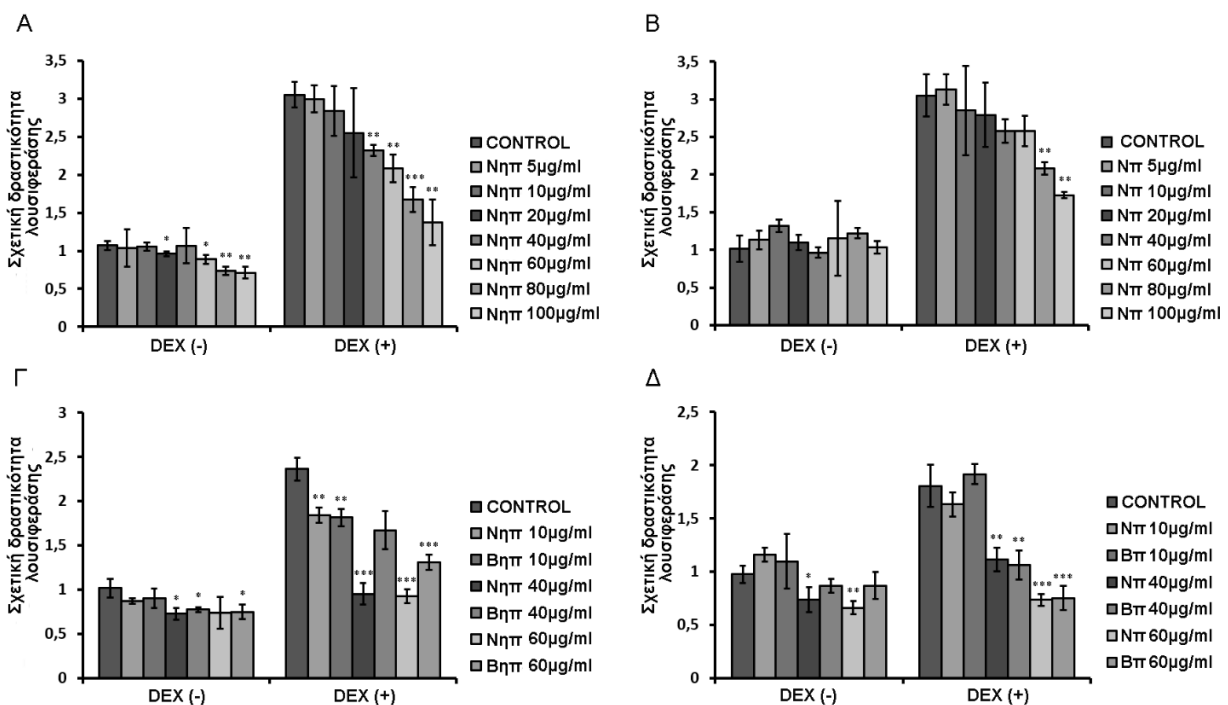 Α
Σχετική δραστικότητα
λουσιφεράσης
3,5
3
2,5
2
1,5
1
0,5
0
*
*
**
**
**
**
***
**
DEX (-)
DEX (+)
CONTROL
Νηπ 5μg/ml
Νηπ 10μg/ml
Νηπ 20μg/ml
Νηπ 40μg/ml
Νηπ 60μg/ml
Νηπ 80μg/ml
Νηπ 100μg/ml
Β
Σχετική δραστικότητα
λουσιφεράσης
3,5
3
2,5
2
1,5
1
0,5
0
**
**
DEX (-)
DEX (+)
CONTROL
Νπ 5μg/ml
Νπ 10μg/ml
Νπ 20μg/ml
Νπ 40μg/ml
Νπ 60μg/ml
Νπ 80μg/ml
Νπ 100μg/ml
Γ
Σχετική δραστικότητα
λουσιφεράσης
3
2,5
2
1,5
1
0,5
0
*
*
*
**
**
***
***
***
DEX (-)
DEX (+)
CONTROL
Νηπ 10μg/ml
Βηπ 10μg/ml
Νηπ 40μg/ml
Βηπ 40μg/ml
Νηπ 60μg/ml
Βηπ 60μg/ml
Δ
Σχετική δραστικότητα
λουσιφεράσης
2,5
2
1,5
1
0,5
0
*
**
**
**
***
***
DEX (-)
DEX (+)
CONTROL
Νπ 10μg/ml
Βπ 10μg/ml
Νπ 40μg/ml
Βπ 40μg/ml
Νπ 60μg/ml
Βπ 60μg/ml